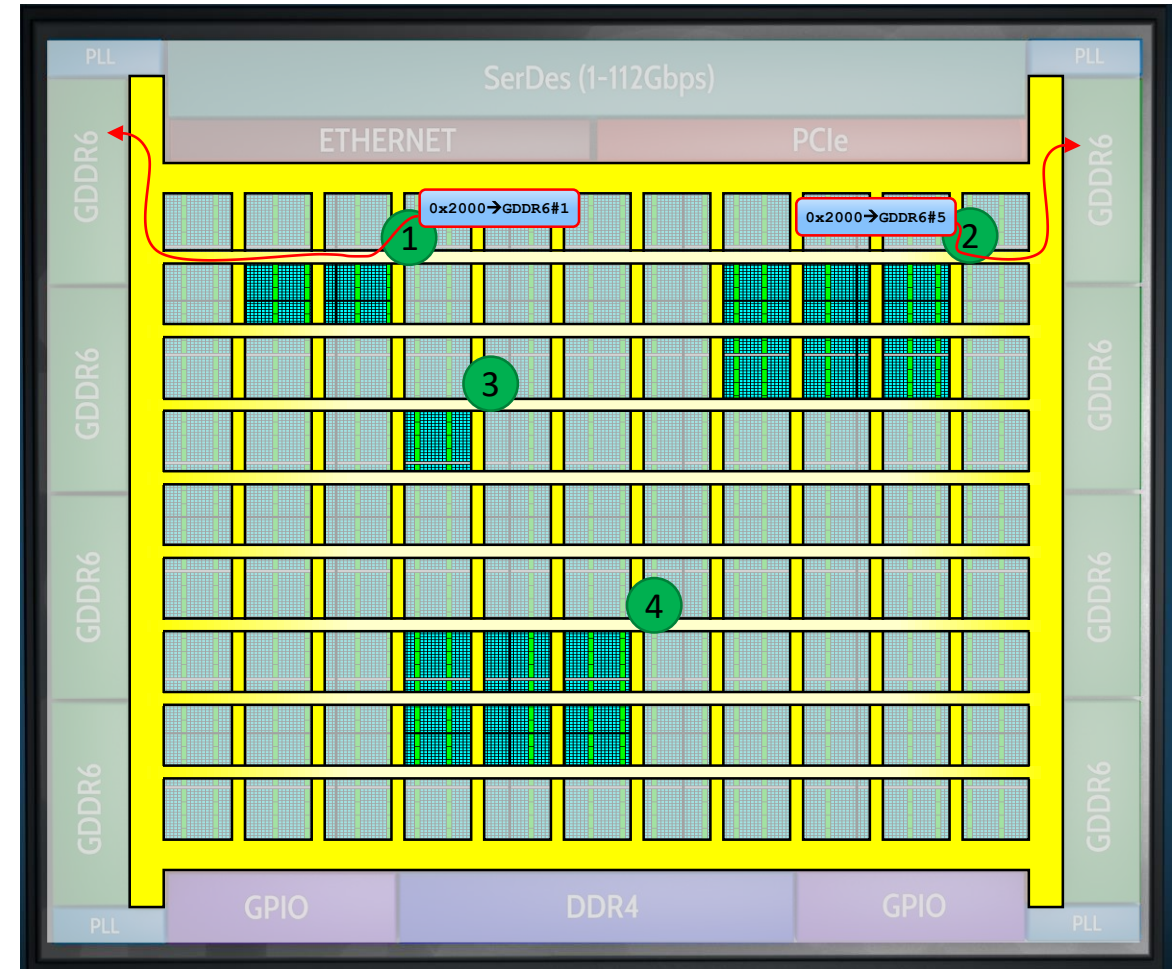 PLL
SerDes (1-112Gbps)
PLL
ETHERNET
PCIe
GDDR6
GDDR6
0x2000→GDDR6#1
0x2000→GDDR6#5
1
2
GDDR6
GDDR6
3
GDDR6
GDDR6
4
GDDR6
GDDR6
GPIO
DDR4
GPIO
PLL
PLL